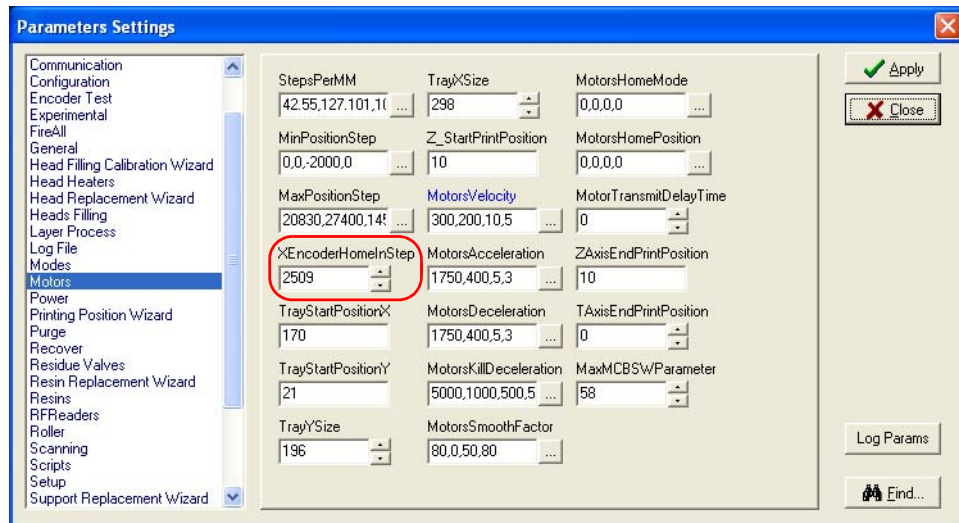 Parameters Settings
Communication
Configuration
Encoder Test
Experimental
FireAll
General
Head Filling Calibration Wizard
Head Heaters
Head Replacement Wizard
Heads Filling
Layer Process
Log File
Modes
Motors
Power
Printing Position Wizard
Purge
Recover
Residue Valves
Resin Replacement Wizard
Resins
RFReaders
Roller
Scanning
Scripts
Setup
Support Replacement Wizard
StepsPerMM
42.55,127.101,1( ...
MinPositionStep
0,0,-2000,0 ...
MaxPositionStep
20830,27400,14 ...
XEncoderHomeInStep
2509
TrayStartPositionX
170
TrayStartPositionY
21
TrayYSize
196
TrayXSize
298
Z_StartPrintPosition
10
MotorsVelocity
300,200,10,5 ...
MotorsAcceleration
1750,400,5,3 ...
MotorsDeceleration
1750,400,5,3 ...
MotorsKillDeceleration
5000,1000,500,5 ...
MotorsSmoothFactor
80,0,50,80 ...
MotorsHomeMode
0,0,0,0 ...
MotorsHomePosition
0,0,0,0 ...
MotorTransmitDelayTime
0
ZAxisEndPrintPosition
10
TAxisEndPrintPosition
0
MaxMCBSWParameter
58
Apply
Close
Log Params
Find...